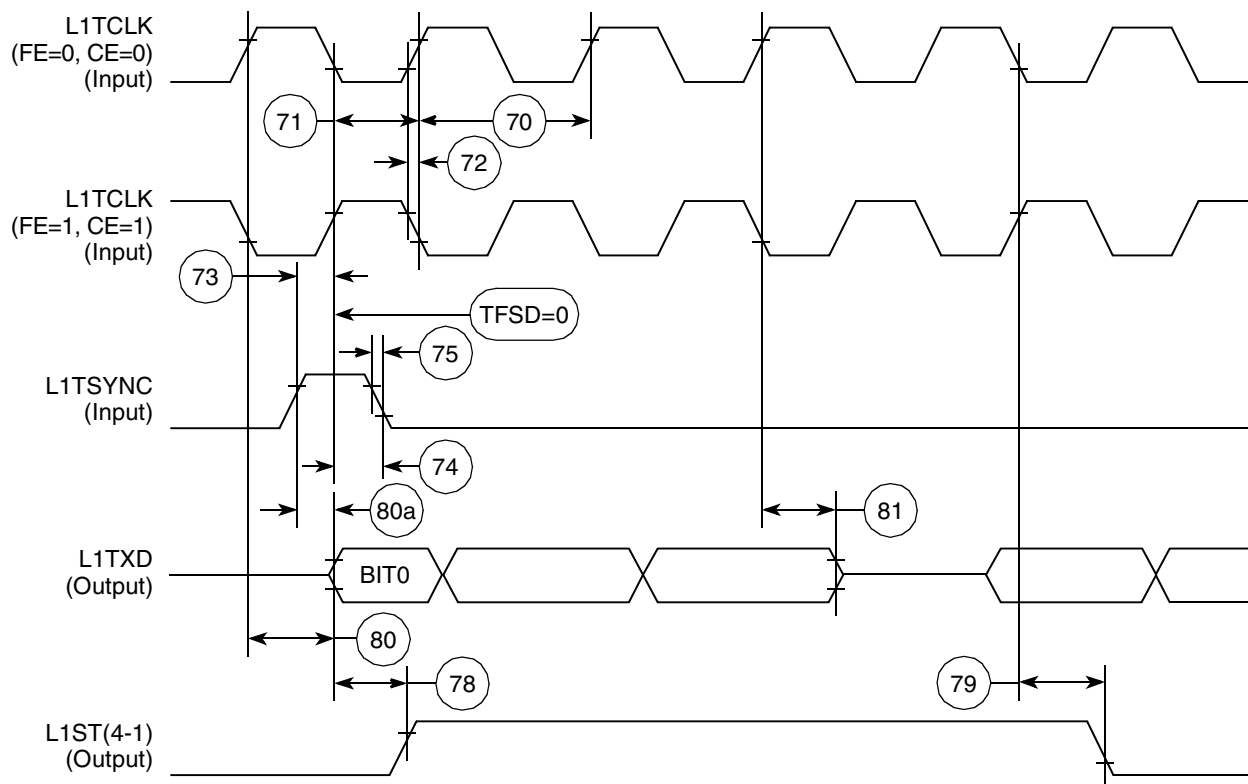 L1TCLK
(FE=0, CE=0)
(Input)
71
70
72
L1TCLK
(FE=1, CE=1)
(Input)
73
TFSD=0
75
L1TSYNC
(Input)
74
80a
81
L1TXD
(Output)
BIT0
80
78
79
L1ST(4-1)
(Output)